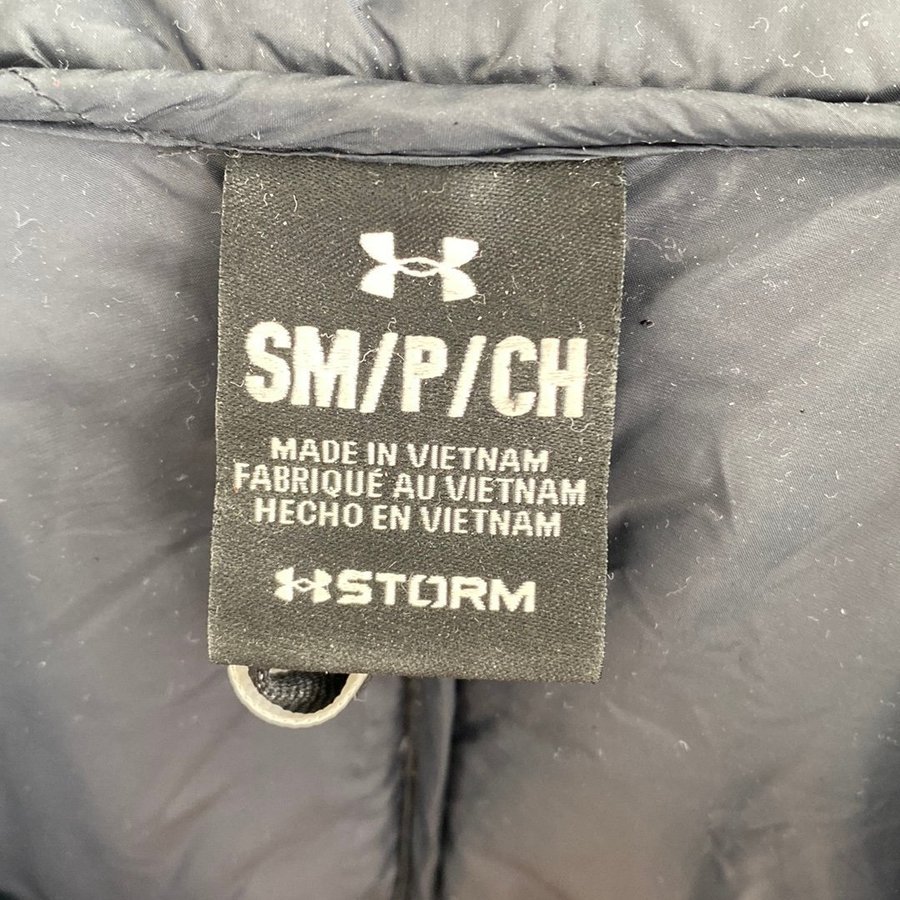 SM/P/CH
MADE IN VIETNAM
FABRIQUÉ AU VIETNAM
HECHO EN VIETNAM
STORM